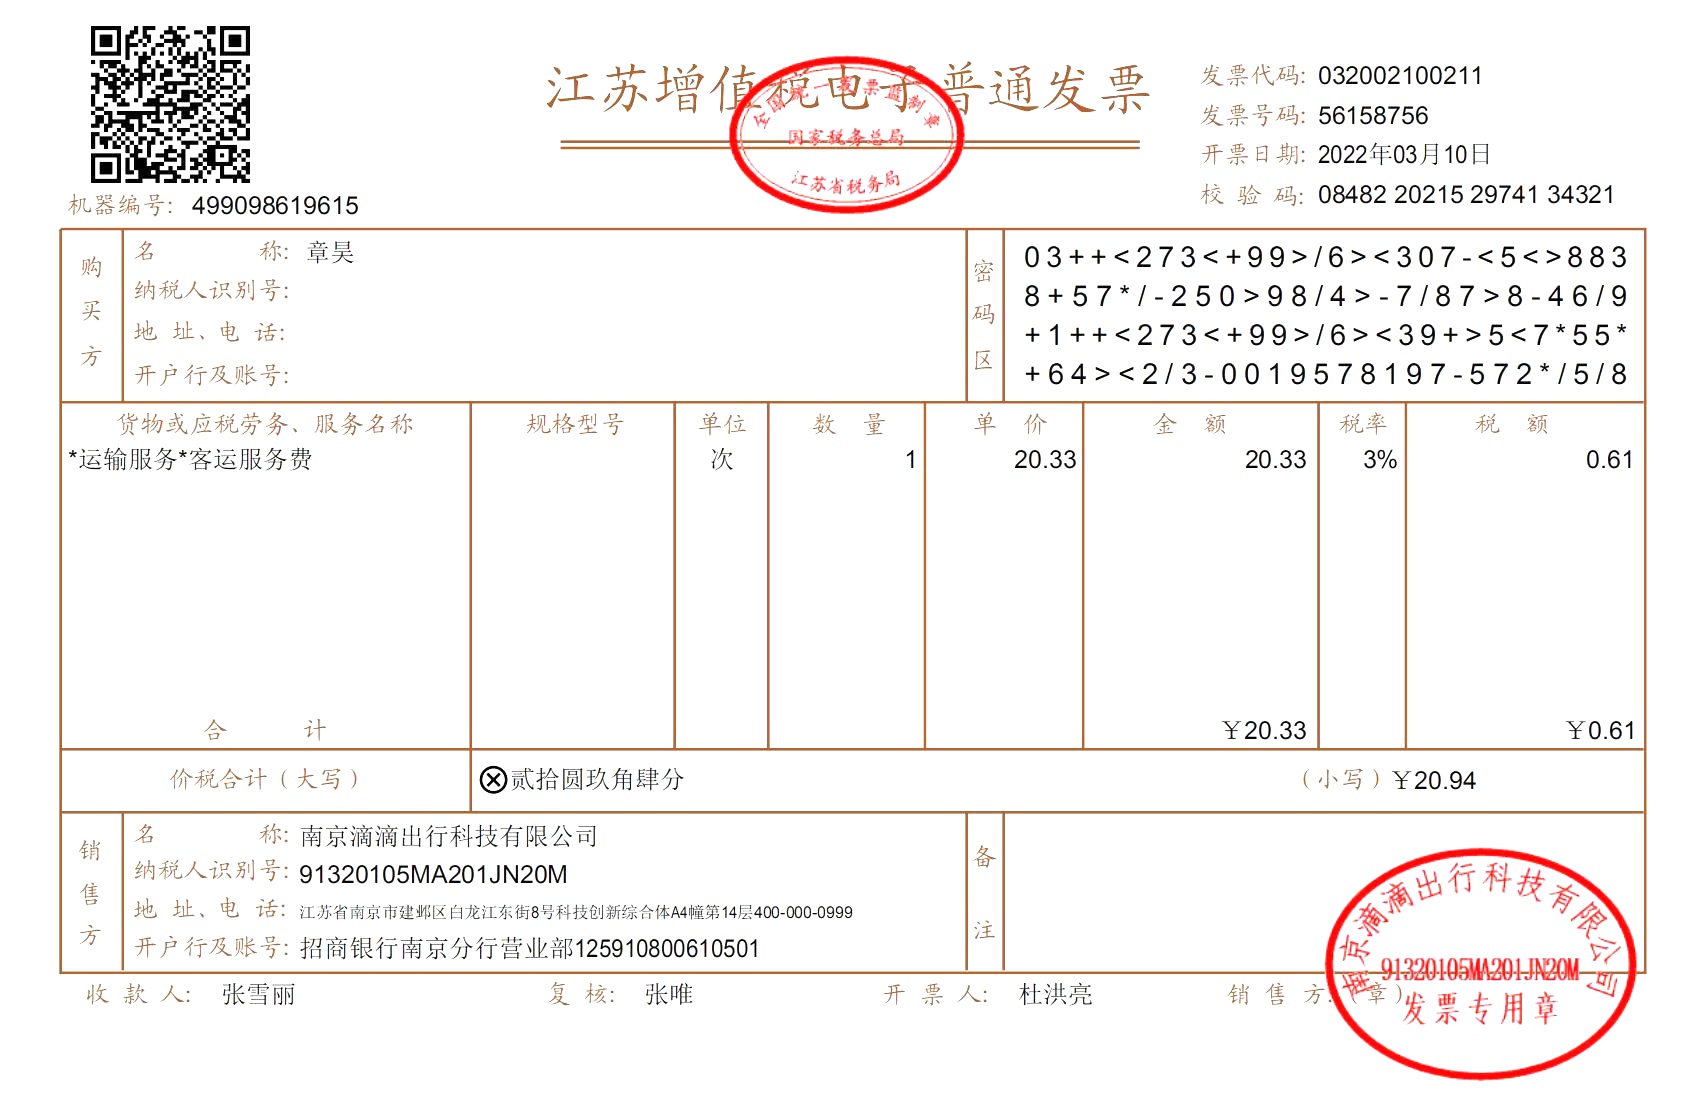 江苏增值税电子普通发票
全国统一发票监制章
国家税务总局
江苏省税务局
发票代码: 032002100211
发票号码: 56158756
开票日期: 2022年03月10日
校验码: 08482 20215 29741 34321
机器编号: 499098619615
购买方
名称: 章昊
纳税人识别号:
地址、电话:
开户行及账号:
密码区
03++<273<+99>/6><307-<5<>883
8+57*/-250>98/4>-7/87>8-46/9
+1++<273<+99>/6><39+>5<7*55*
+64><2/3-0019578197-572*/5/8
货物或应税劳务、服务名称 规格型号 单位 数量 单价 金额 税率 税额
*运输服务*客运服务费 次 1 20.33 20.33 3% 0.61
合计 ￥20.33 ￥0.61
价税合计（大写） ⊗贰拾圆玖角肆分 （小写）￥20.94
销售方
名称: 南京滴滴出行科技有限公司
纳税人识别号: 91320105MA201JN20M
地址、电话: 江苏省南京市建邺区白龙江东街8号科技创新综合体A4幢第14层400-000-0999
开户行及账号: 招商银行南京分行营业部125910800610501
备注
收款人: 张雪丽 复核: 张唯 开票人: 杜洪亮 销售方:（章）
南京滴滴出行科技有限公司
91320105MA201JN20M
发票专用章